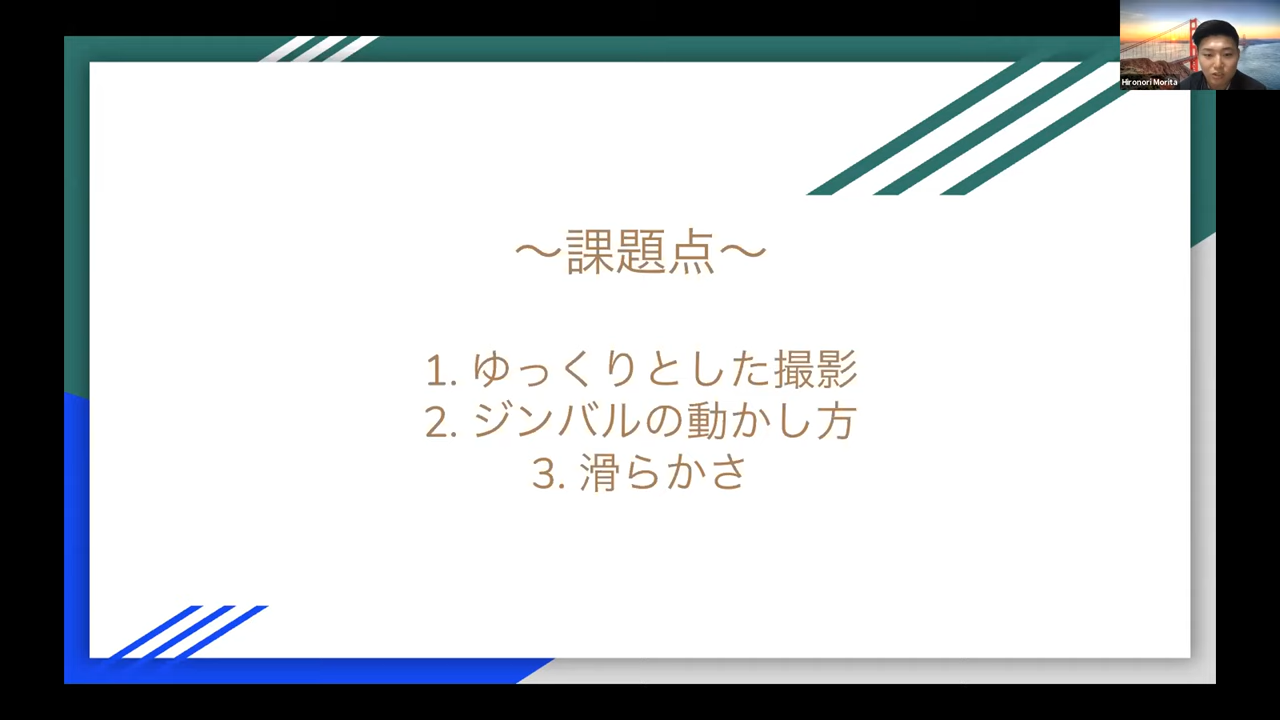 Hironori Morita
〜課題点〜
1. ゆっくりとした撮影
2. ジンバルの動かし方
3. 滑らかさ